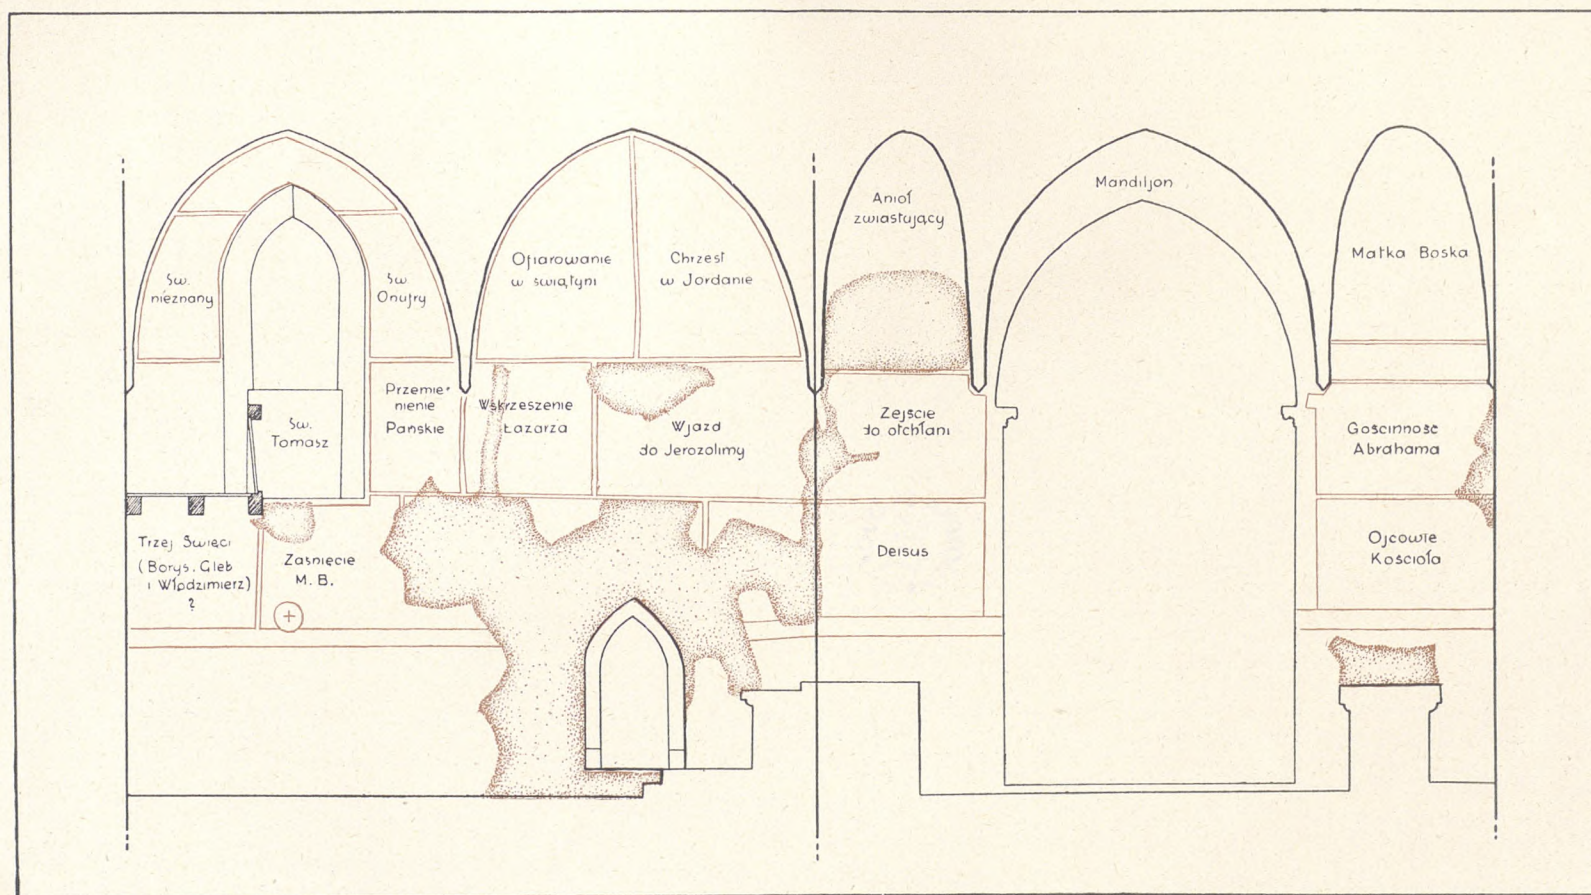 Św.
nieznany
Św
Onufry
Ofiarowanie
w świątyni
Chrzest
w Jordanie
Anioł
zwiastujący
Mandiljon
Matka Boska
Św.
Tomasz
Przemie-
nienie
Pańskie
Wskrzeszenie
Łazarza
Wjazd
do Jerozolimy
Zejście
do otchłani
Gościnność
Abrahama
Trzej Święci
(Borys, Gleb
i Włodzimierz)
?
Zaśnięcie
M. B.
Deisus
Ojcowie
Kościoła